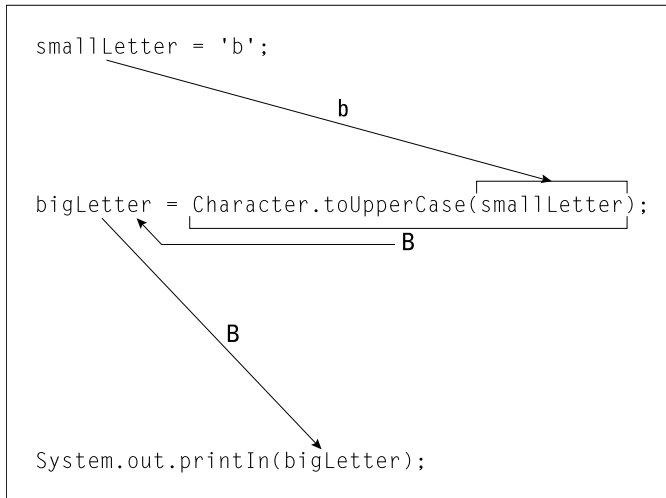 smallLetter = 'b';
b
bigLetter = Character.toUpperCase(smallLetter);
B
B
System.out.printIn(bigLetter);